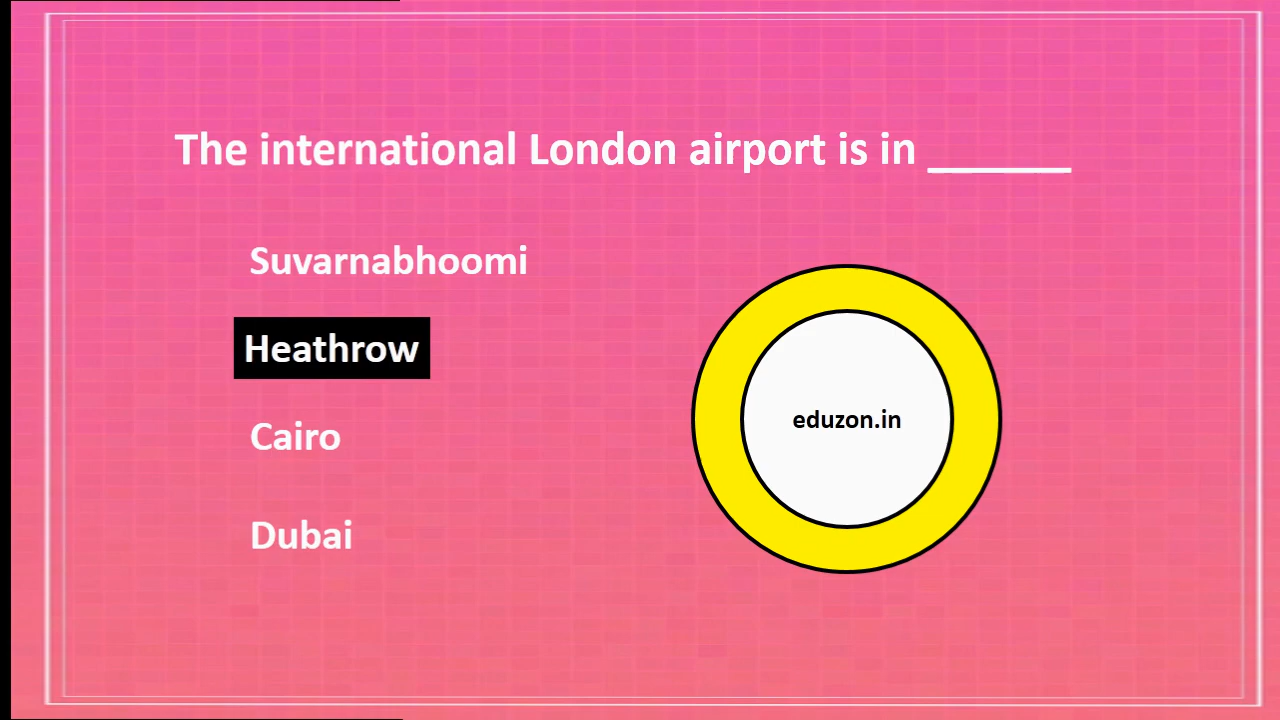 The international London airport is in ______
Suvarnabhoomi
Heathrow
Cairo
Dubai
eduzon.in